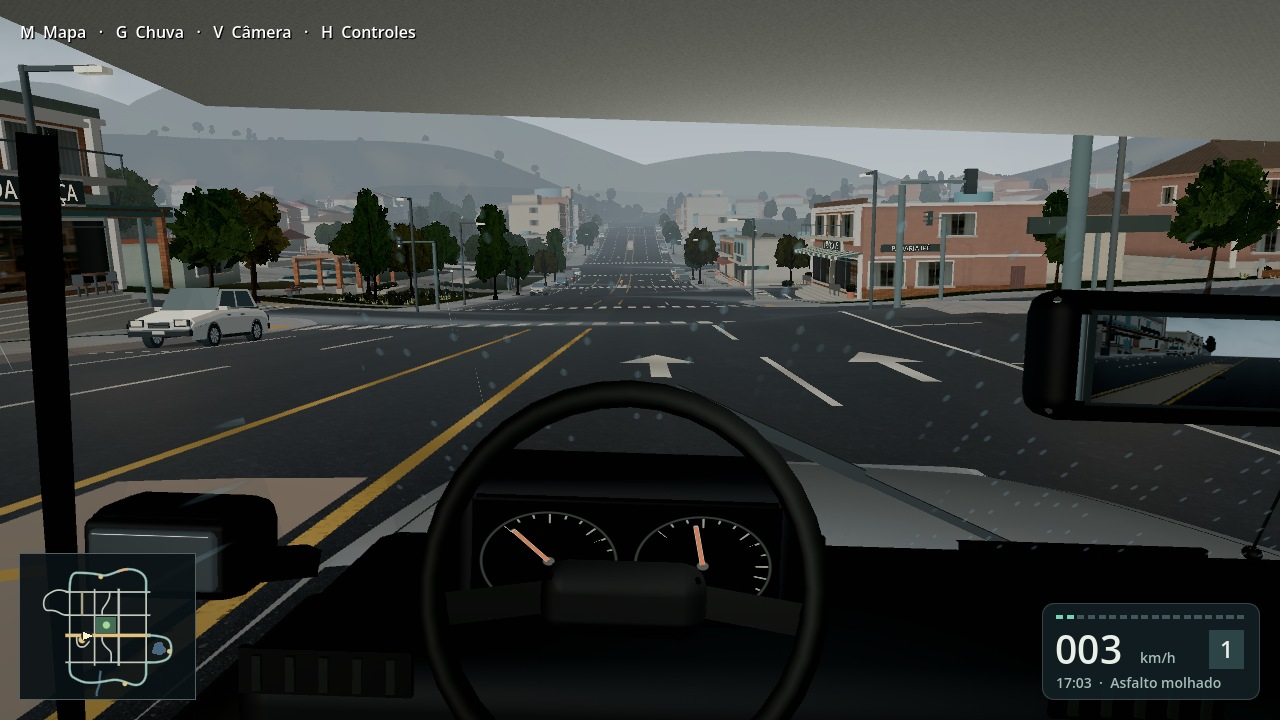 M Mapa · G Chuva · V Câmera · H Controles
003 km/h 1
17:03 · Asfalto molhado